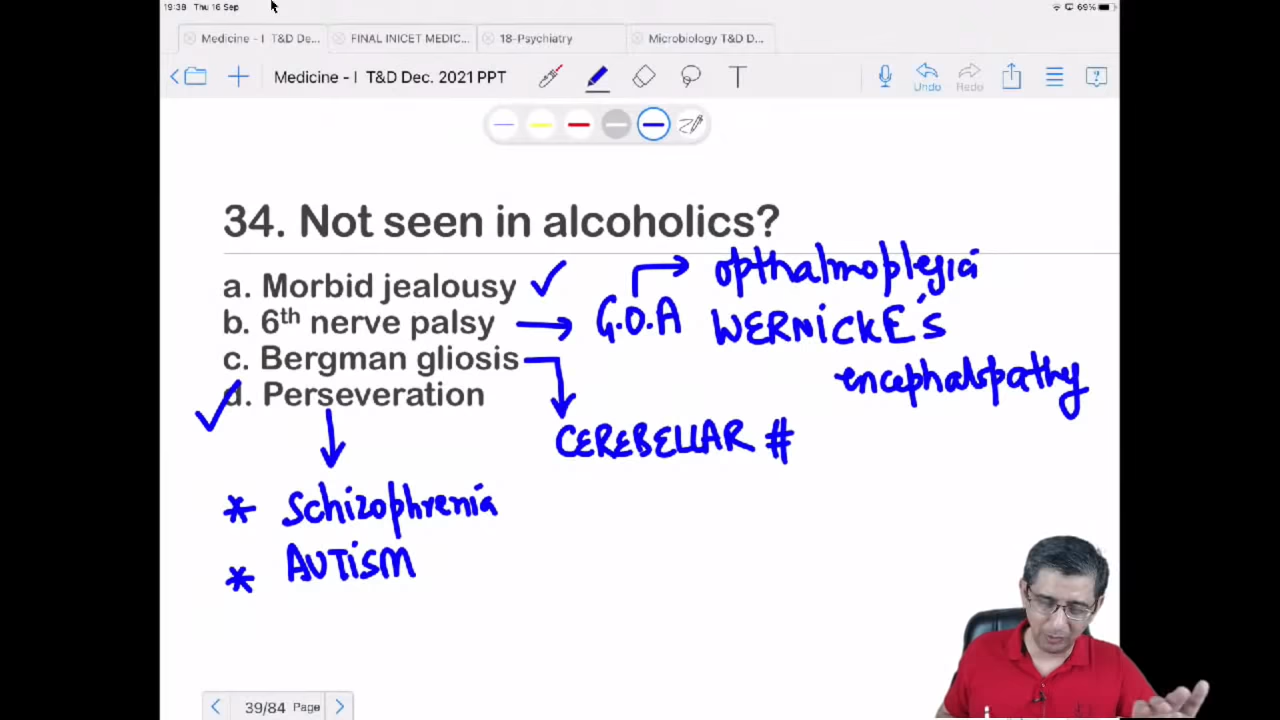 19:38 Thu 16 Sep
69%
Medicine - I T&D De...
FINAL INICET MEDIC...
18-Psychiatry
Microbiology T&D D...
Medicine - I T&D Dec. 2021 PPT
T
Undo
Redo
?
34. Not seen in alcoholics?
a. Morbid jealousy
b. 6th nerve palsy
c. Bergman gliosis
d. Perseveration
opthalmoplegia
G.O.A
WERNICKE'S
encephalopathy
CEREBELLAR #
* Schizophrenia
* AUTISM
39/84 Page